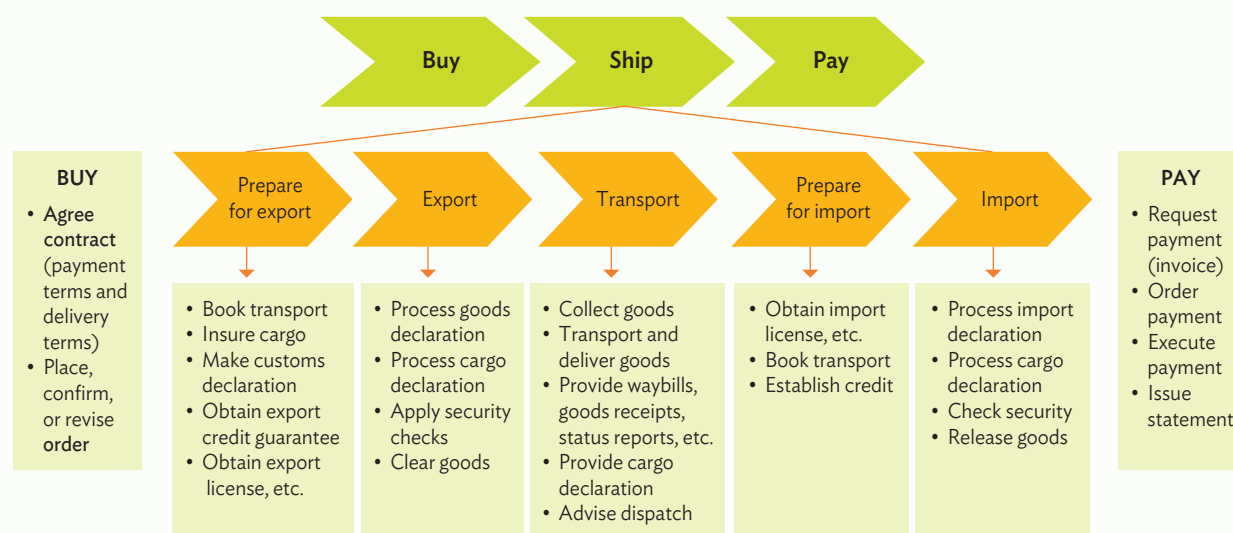 Buy
Ship
Pay
BUY
• Agree
contract
(payment
terms and
delivery
terms)
• Place,
confirm,
or revise
order
Prepare
for export
• Book transport
• Insure cargo
• Make customs
declaration
• Obtain export
credit guarantee
• Obtain export
license, etc.
Export
• Process goods
declaration
• Process cargo
declaration
• Apply security
checks
• Clear goods
Transport
• Collect goods
• Transport and
deliver goods
• Provide waybills,
goods receipts,
status reports, etc.
• Provide cargo
declaration
• Advise dispatch
Prepare
for import
• Obtain import
license, etc.
• Book transport
• Establish credit
Import
• Process import
declaration
• Process cargo
declaration
• Check security
• Release goods
PAY
• Request
payment
(invoice)
• Order
payment
• Execute
payment
• Issue
statement